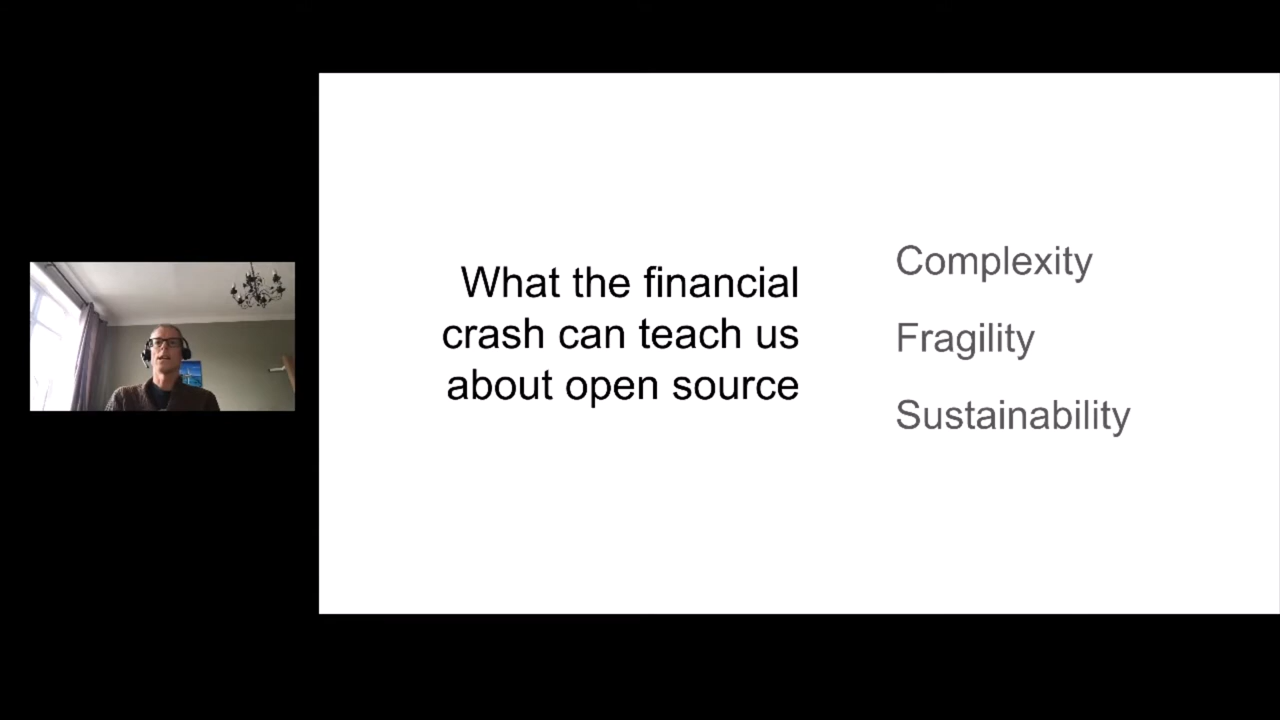 What the financial
crash can teach us
about open source
Complexity
Fragility
Sustainability